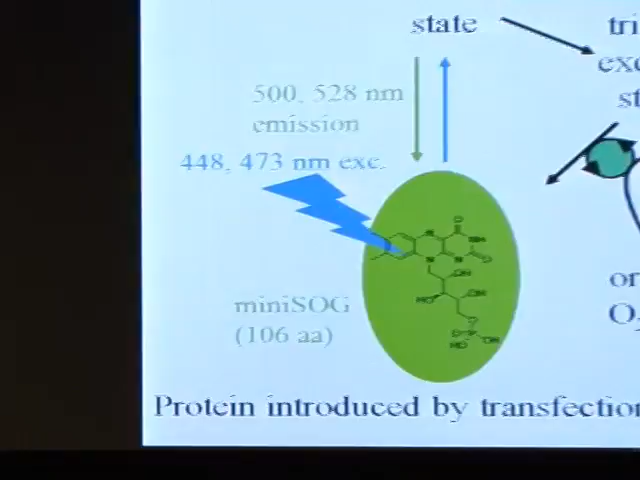 state
500, 528 nm
emission
448, 473 nm exc.
miniSOG
(106 aa)
Protein introduced by transfection
tri
exc
st
or
O